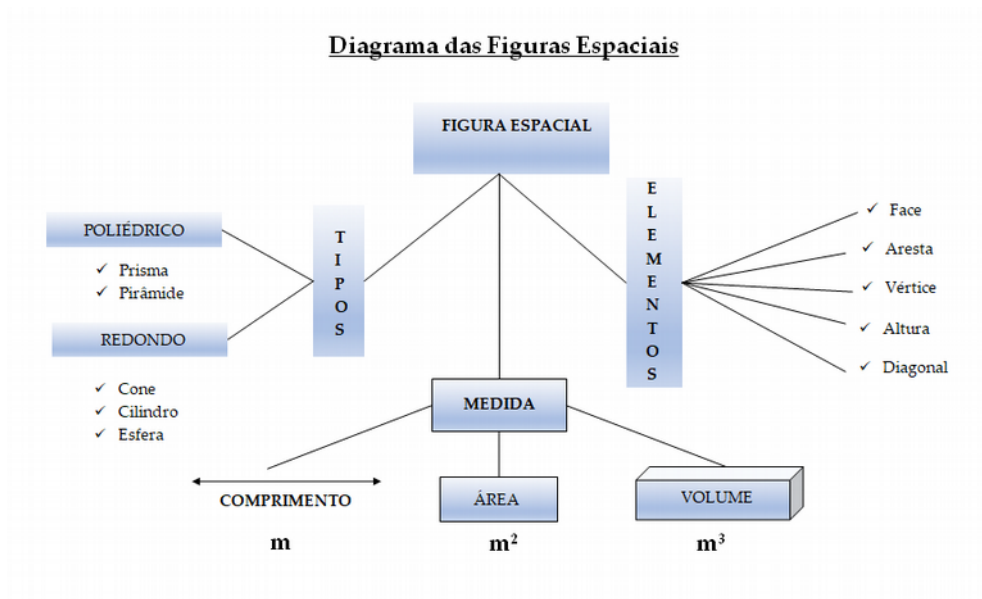 Diagrama das Figuras Espaciais
FIGURA ESPACIAL
TIPOS
POLIÉDRICO
✓ Prisma
✓ Pirâmide
REDONDO
✓ Cone
✓ Cilindro
✓ Esfera
ELEMENTOS
✓ Face
✓ Aresta
✓ Vértice
✓ Altura
✓ Diagonal
MEDIDA
COMPRIMENTO
m
ÁREA
m²
VOLUME
m³